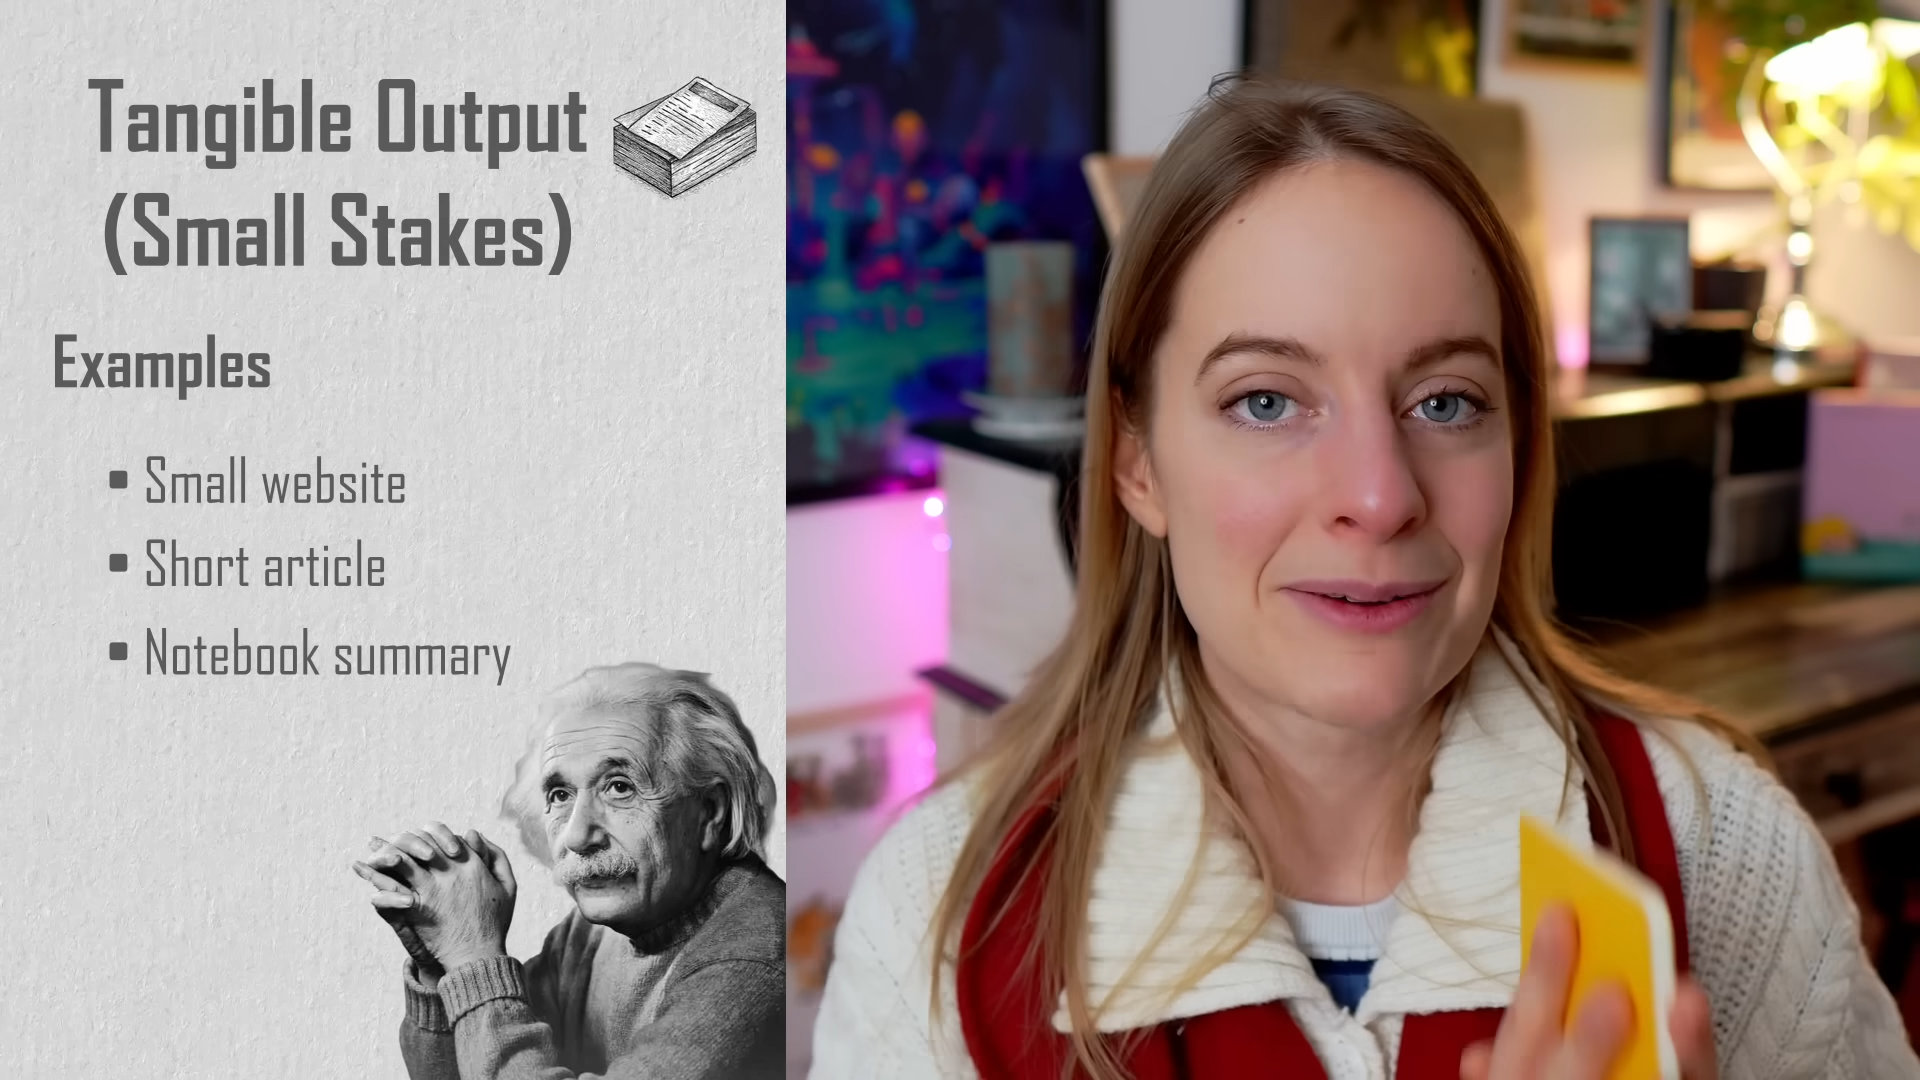 Tangible Output
(Small Stakes)
Examples
Small website
Short article
Notebook summary